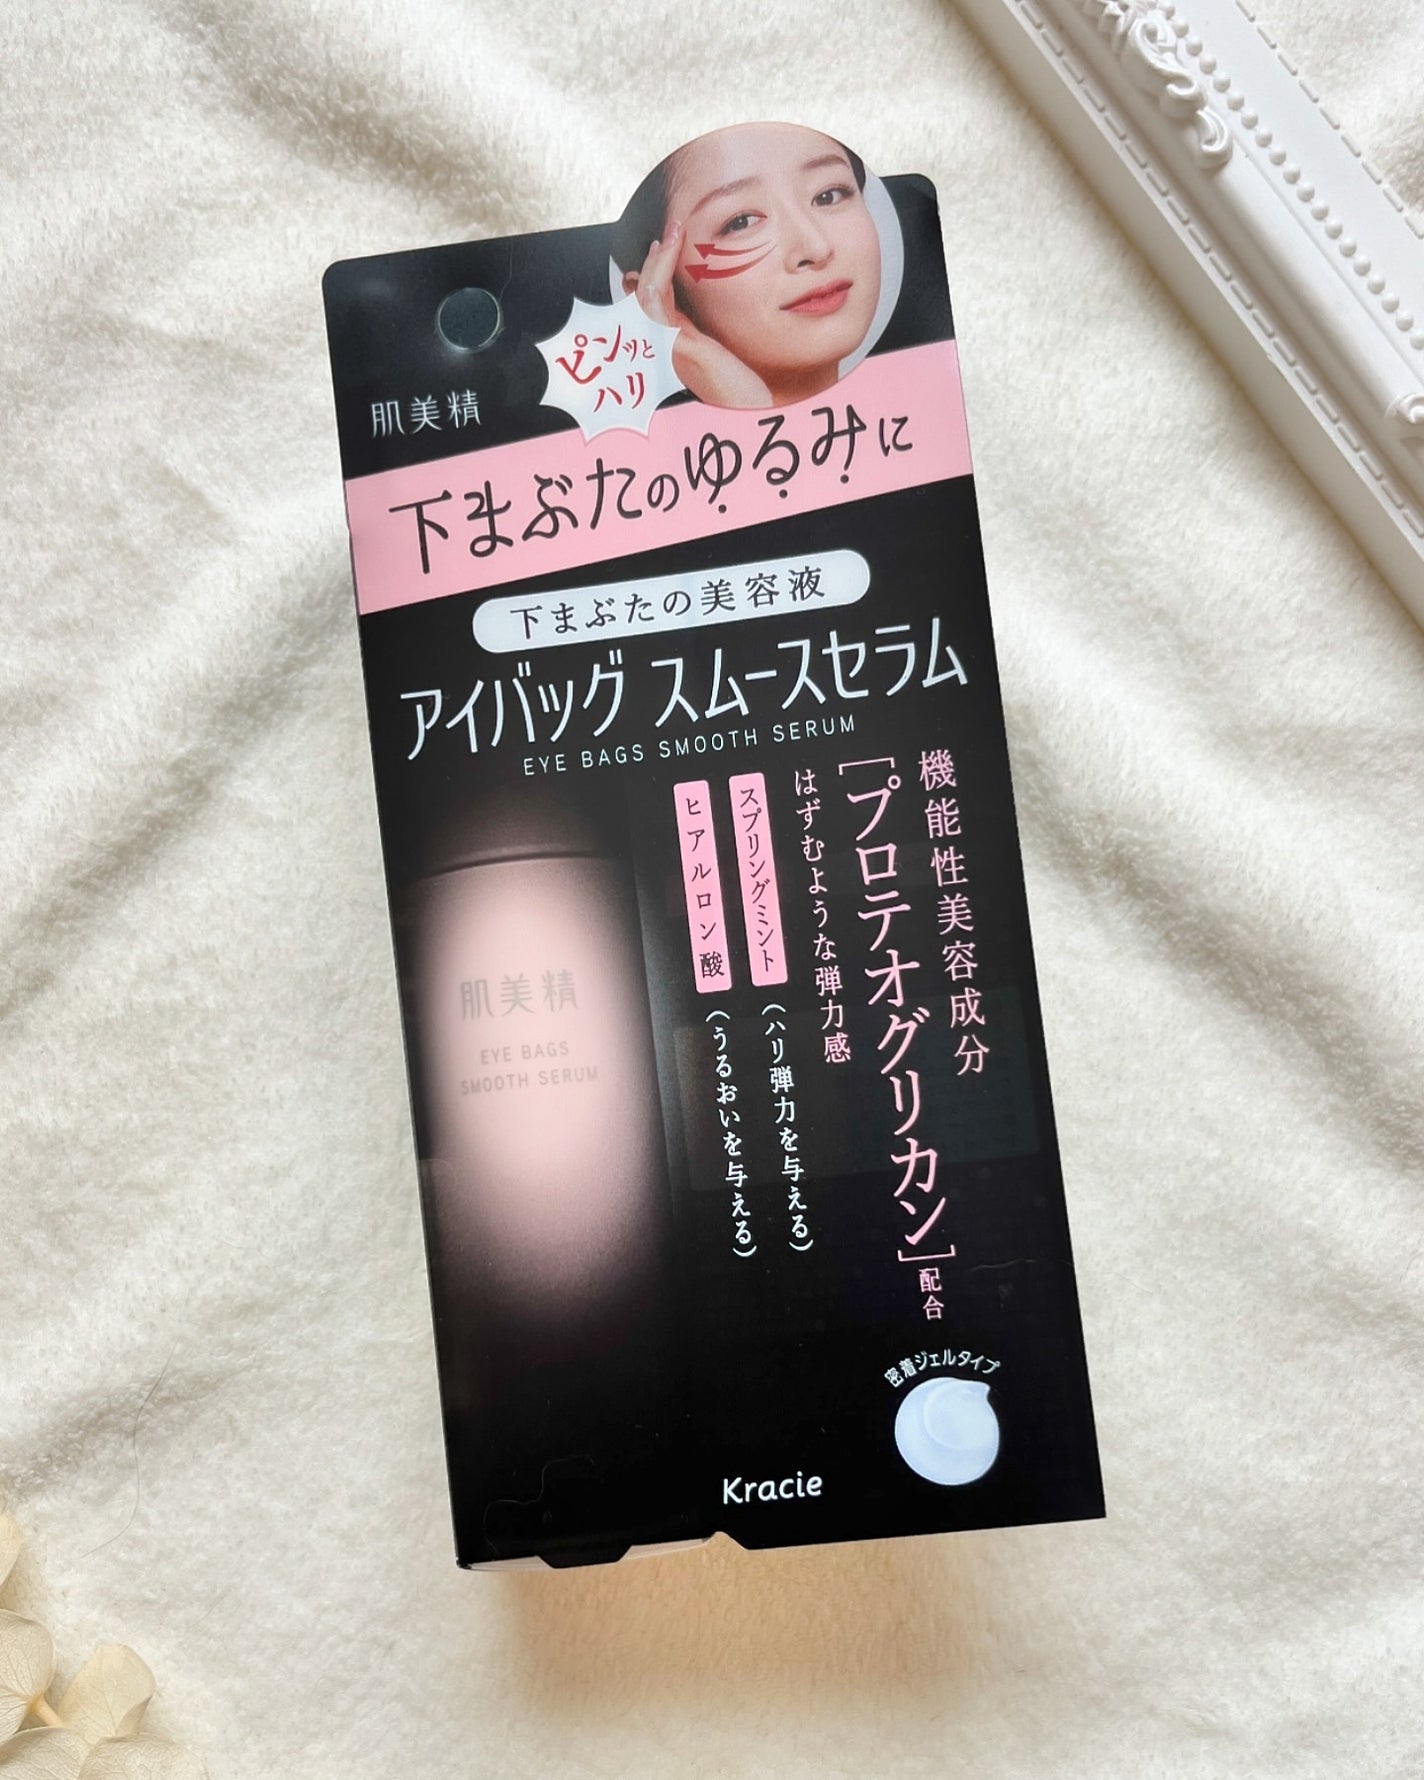 ピンッと
ハリ
肌美精
下まぶたのゆるみに
下まぶたの美容液
アイバッグ スムースセラム
EYE BAGS SMOOTH SERUM
機能性美容成分
[プロテオグリカン]配合
はずむような弾力感
スプリングミント(ハリ弾力を与える)
ヒアルロン酸(うるおいを与える)
肌美精
EYE BAGS
SMOOTH SERUM
密着ジェルタイプ
Kracie